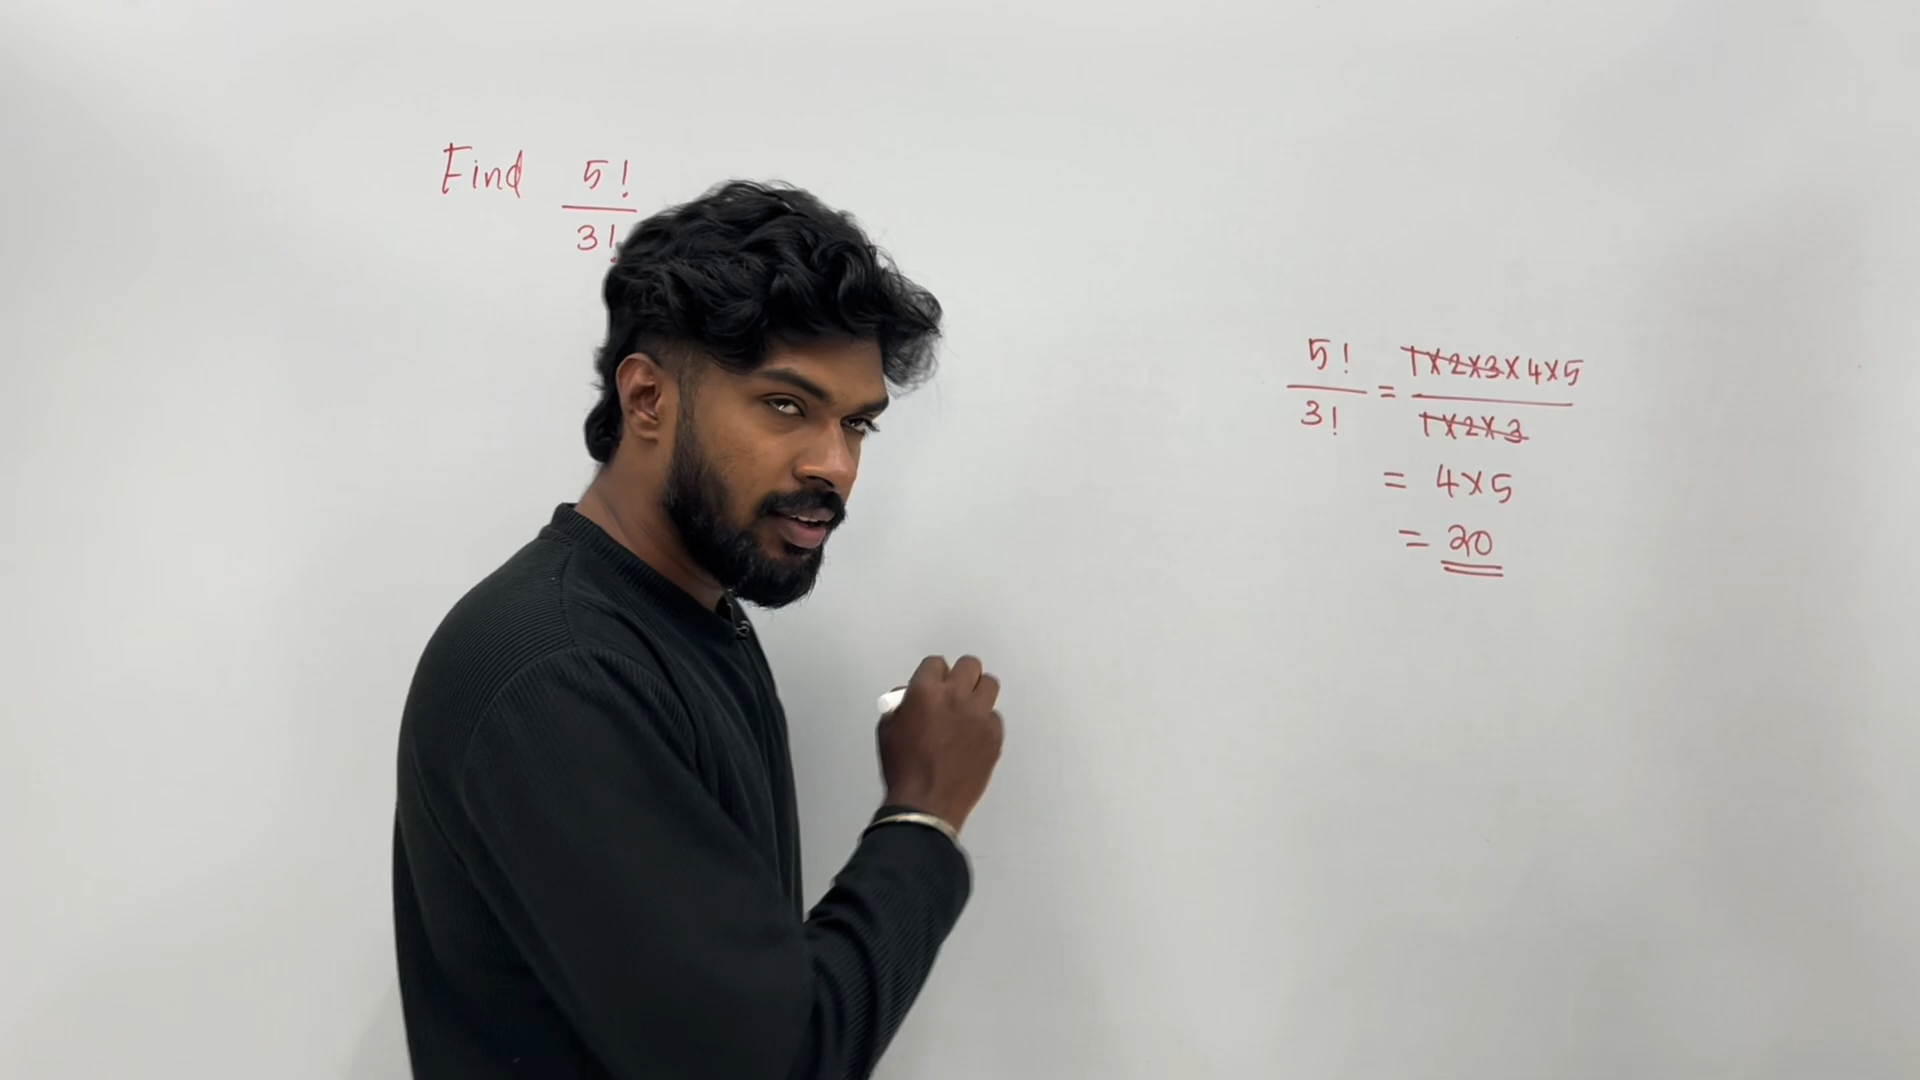 Find 5!
3!
5! = 1×2×3×4×5
3! 1×2×3
= 4×5
= 20